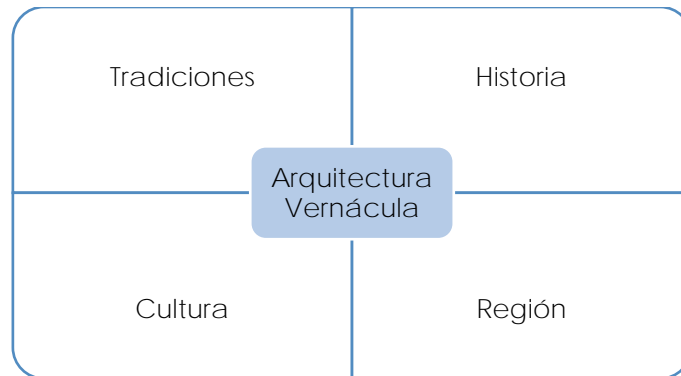 Tradiciones
Historia
Arquitectura
Vernácula
Cultura
Región